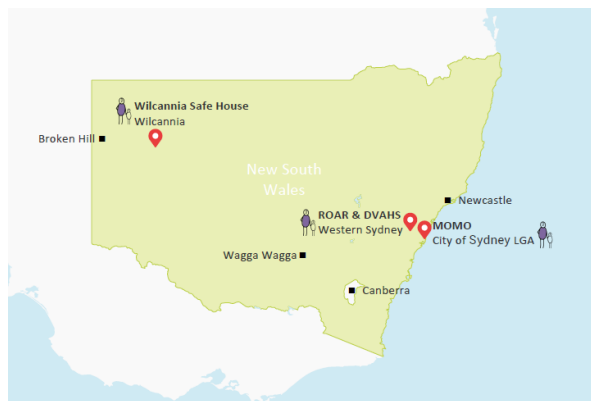 Wilcannia Safe House
Wilcannia
Broken Hill
New South
Wales
Newcastle
ROAR & DVAHS
Western Sydney
MOMO
City of Sydney LGA
Wagga Wagga
Canberra